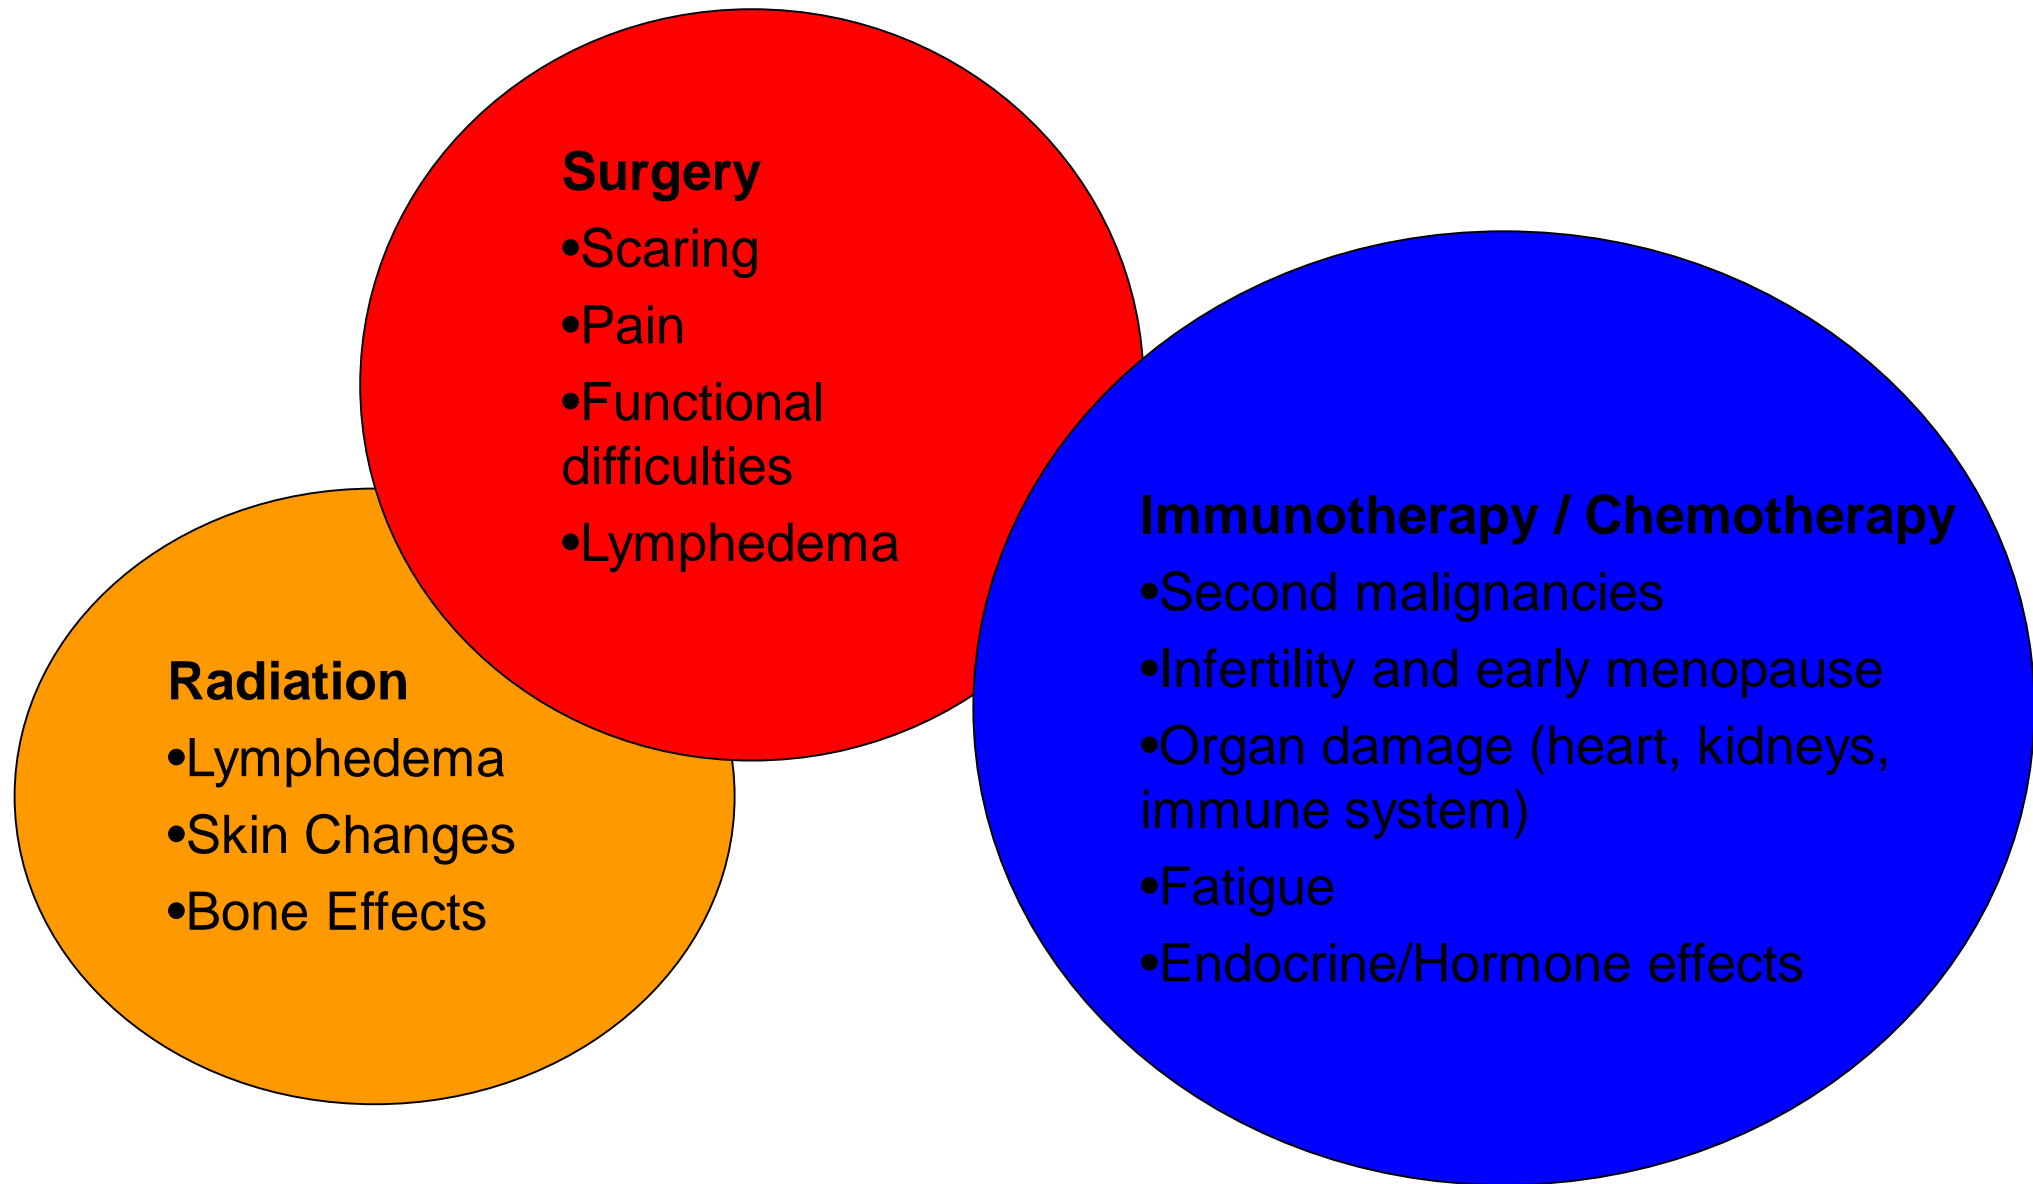 Surgery
•Scaring
•Pain
•Functional
difficulties
•Lymphedema
Radiation
•Lymphedema
•Skin Changes
•Bone Effects
Immunotherapy / Chemotherapy
•Second malignancies
•Infertility and early menopause
•Organ damage (heart, kidneys,
immune system)
•Fatigue
•Endocrine/Hormone effects